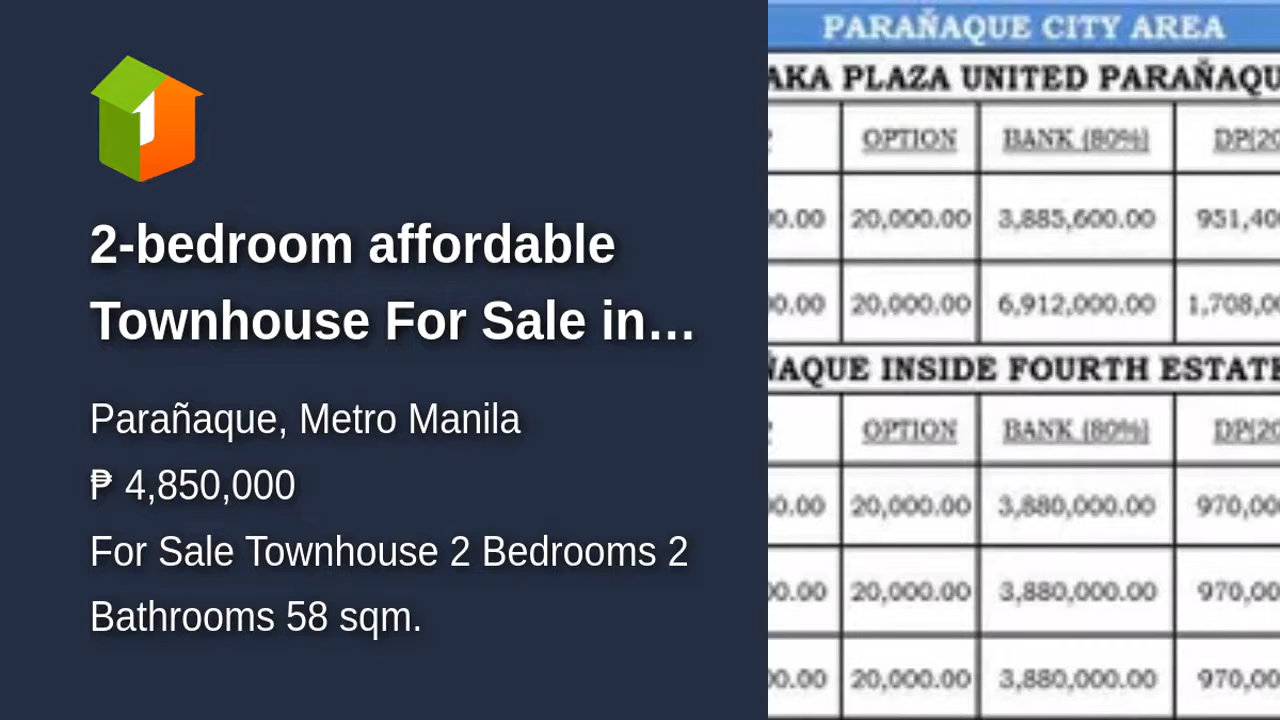 2-bedroom affordable
Townhouse For Sale in…
Parañaque, Metro Manila
₱ 4,850,000
For Sale Townhouse 2 Bedrooms 2
Bathrooms 58 sqm.
PARAÑAQUE CITY AREA
PLAZA UNITED
OPTION BANK (80%)
20,000.00 3,885,600.00
20,000.00 6,912,000.00
INSIDE FOURTH ESTATE
OPTION BANK (80%)
20,000.00 3,880,000.00
20,000.00 3,880,000.00
20,000.00 3,880,000.00